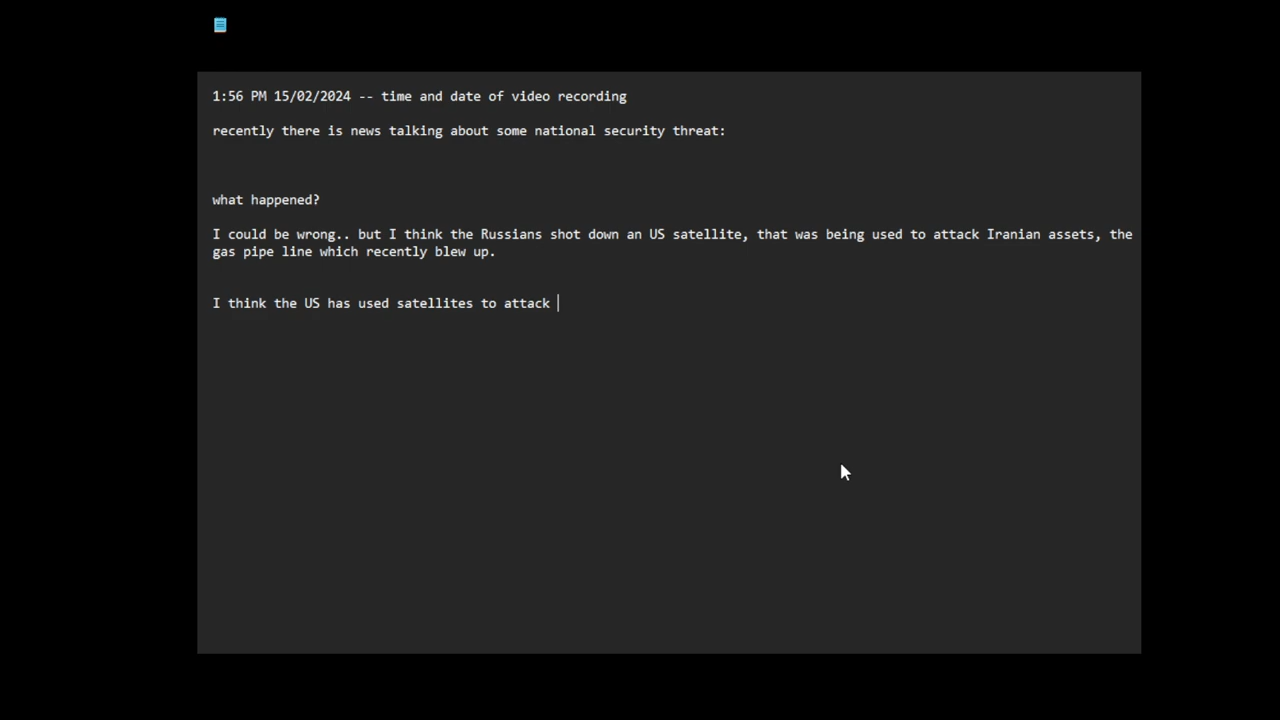 1:56 PM 15/02/2024 -- time and date of video recording
recently there is news talking about some national security threat:
what happened?
I could be wrong.. but I think the Russians shot down an US satellite, that was being used to attack Iranian assets, the
gas pipe line which recently blew up.
I think the US has used satellites to attack